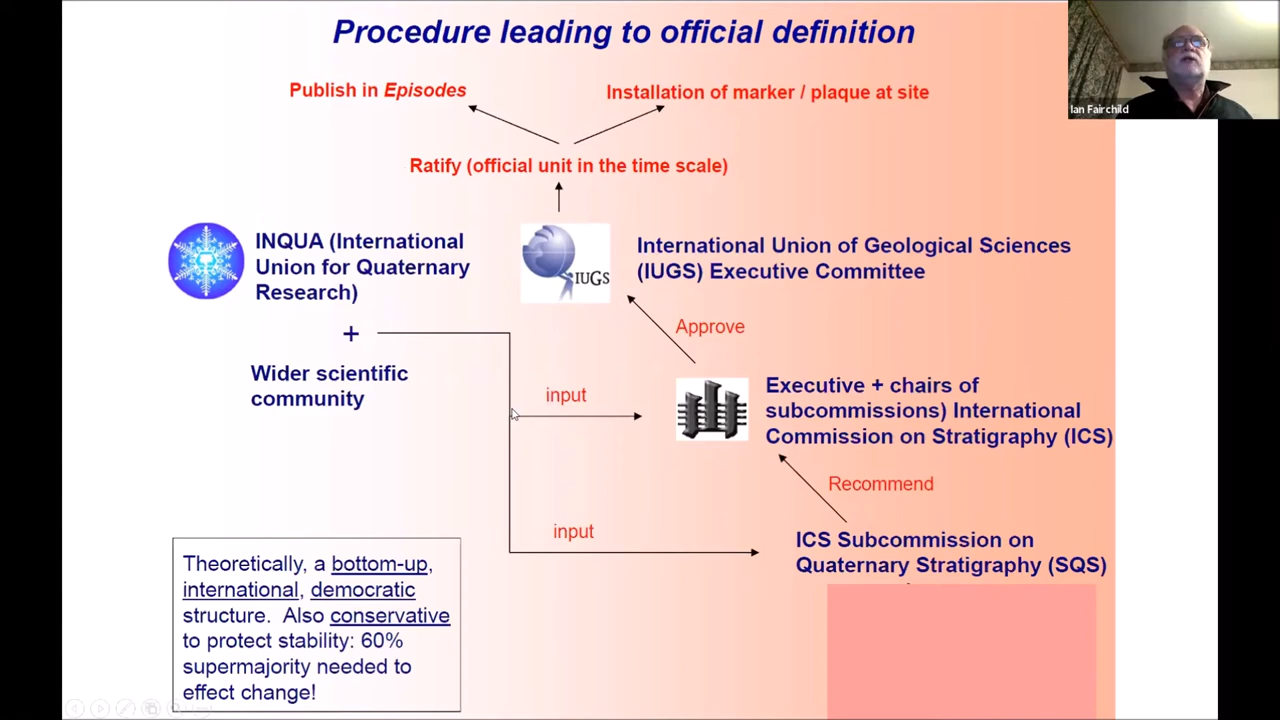 Procedure leading to official definition
Publish in Episodes
Installation of marker / plaque at site
Ian Fairchild
Ratify (official unit in the time scale)
INQUA (International
Union for Quaternary
Research)
IUGS
International Union of Geological Sciences
(IUGS) Executive Committee
+
Approve
Wider scientific
community
input
Executive + chairs of
subcommissions) International
Commission on Stratigraphy (ICS)
Recommend
input
ICS Subcommission on
Quaternary Stratigraphy (SQS)
Theoretically, a bottom-up,
international, democratic
structure. Also conservative
to protect stability: 60%
supermajority needed to
effect change!